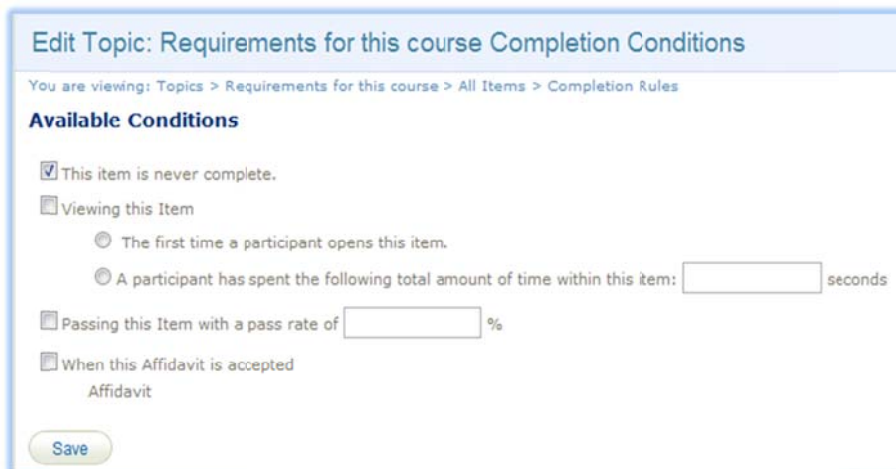 Edit Topic: Requirements for this course Completion Conditions
You are viewing: Topics > Requirements for this course > All Items > Completion Rules
Available Conditions
This item is never complete.
Viewing this Item
The first time a participant opens this item.
A participant has spent the following total amount of time within this item: seconds
Passing this Item with a pass rate of %
When this Affidavit is accepted
Affidavit
Save